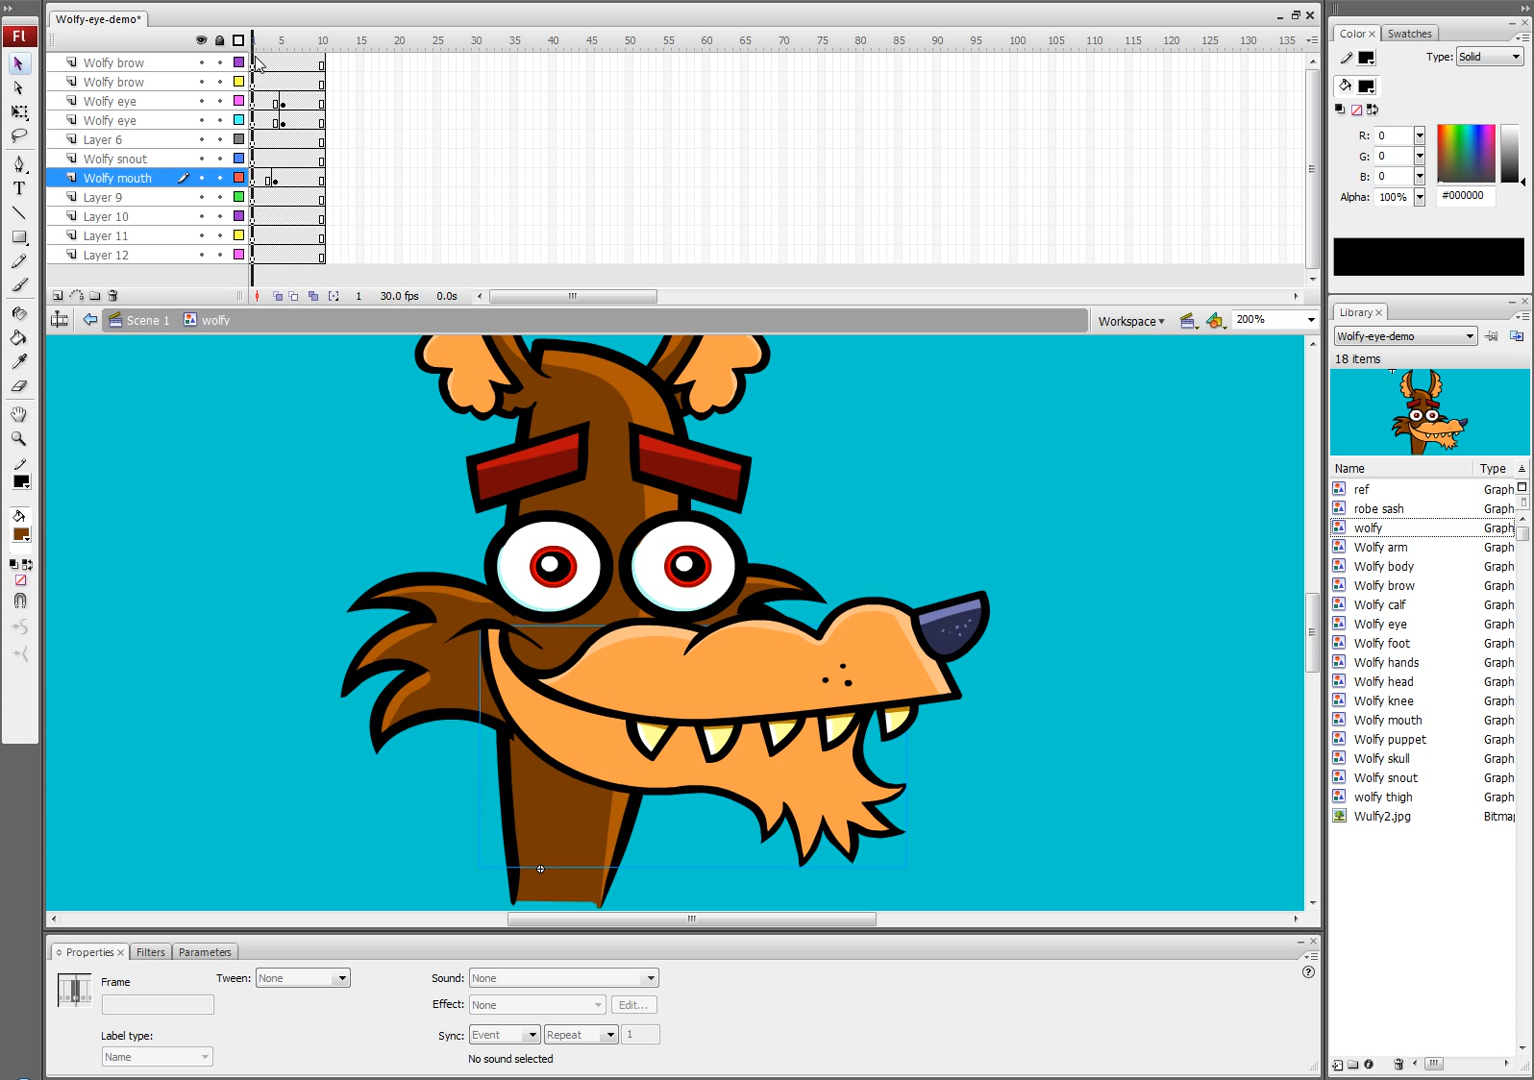 Wolfy-eye-demo*
Fl
1 5 10 15 20 25 30 35 40 45 50 55 60 65 70 75 80 85 90 95 100 105 110 115 120 125 130 135
Wolfy brow
Wolfy brow
Wolfy eye
Wolfy eye
Layer 6
Wolfy snout
Wolfy mouth
Layer 9
Layer 10
Layer 11
Layer 12
1 30.0 fps 0.0s
Scene 1 wolfy
Workspace 200%
Color Swatches
Type: Solid
R: 0
G: 0
B: 0
Alpha: 100% #000000
Library
Wolfy-eye-demo
18 items
Name Type
ref Graph
robe sash Graph
wolfy Graph
Wolfy arm Graph
Wolfy body Graph
Wolfy brow Graph
Wolfy calf Graph
Wolfy eye Graph
Wolfy foot Graph
Wolfy hands Graph
Wolfy head Graph
Wolfy knee Graph
Wolfy mouth Graph
Wolfy puppet Graph
Wolfy skull Graph
Wolfy snout Graph
wolfy thigh Graph
Wulfy2.jpg Bitma
Properties Filters Parameters
Frame
Tween: None
Sound: None
Effect: None Edit...
Label type:
Name
Sync: Event Repeat 1
No sound selected